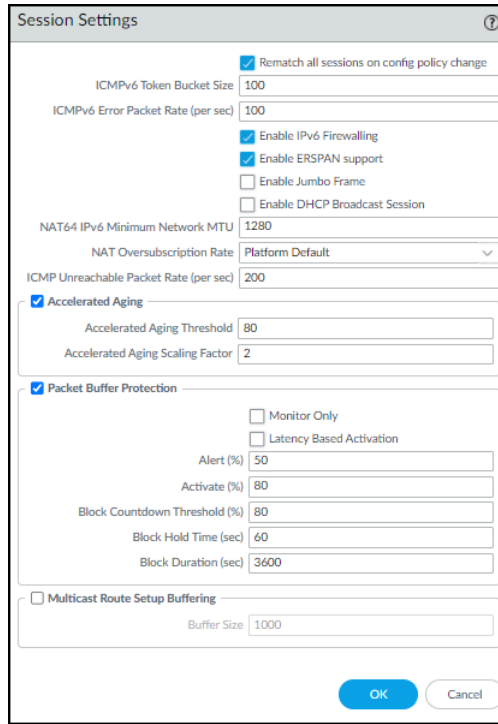 Session Settings
Rematch all sessions on config policy change
ICMPv6 Token Bucket Size 100
ICMPv6 Error Packet Rate (per sec) 100
Enable IPv6 Firewalling
Enable ERSPAN support
Enable Jumbo Frame
Enable DHCP Broadcast Session
NAT64 IPv6 Minimum Network MTU 1280
NAT Oversubscription Rate Platform Default
ICMP Unreachable Packet Rate (per sec) 200
Accelerated Aging
Accelerated Aging Threshold 80
Accelerated Aging Scaling Factor 2
Packet Buffer Protection
Monitor Only
Latency Based Activation
Alert (%) 50
Activate (%) 80
Block Countdown Threshold (%) 80
Block Hold Time (sec) 60
Block Duration (sec) 3600
Multicast Route Setup Buffering
Buffer Size 1000
OK Cancel